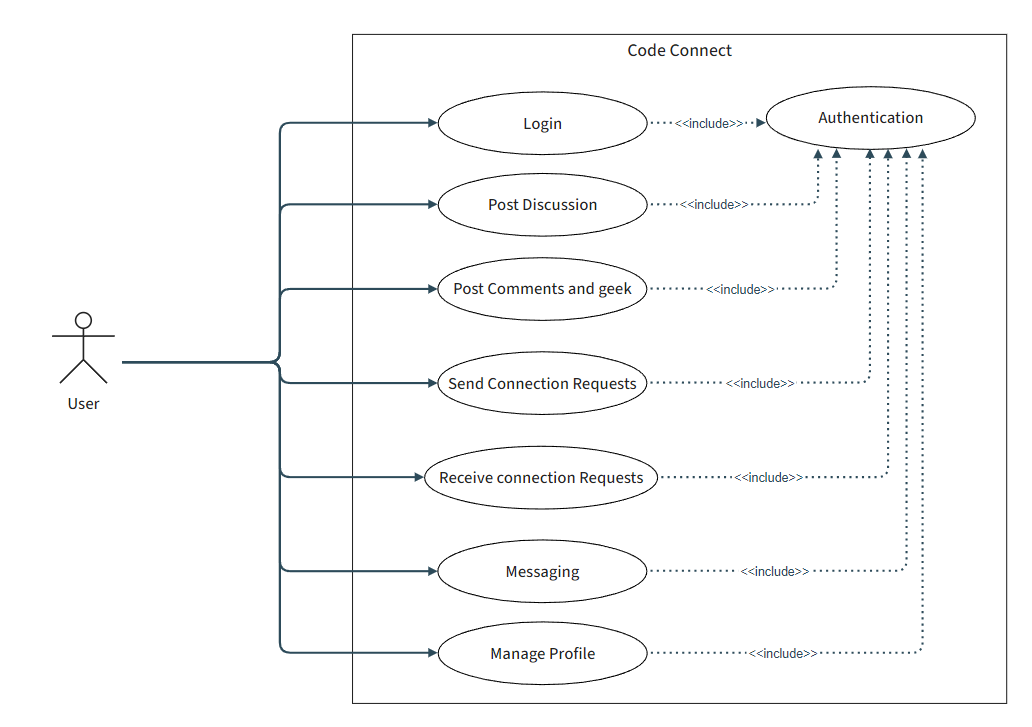 Code Connect
Login
<<include>>
Authentication
Post Discussion
<<include>>
Post Comments and geek
<<include>>
User
Send Connection Requests
<<include>>
Receive connection Requests
<<include>>
Messaging
<<include>>
Manage Profile
<<include>>